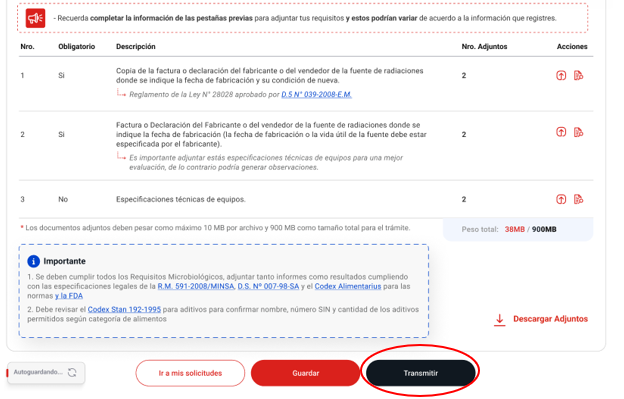 - Recuerda completar la información de las pestañas previas para adjuntar tus requisitos y estos podrían variar de acuerdo a la información que registres.
Nro. Obligatorio Descripción Nro. Adjuntos Acciones
1 Si Copia de la factura o declaración del fabricante o del vendedor de la fuente de radiaciones 2
donde se indique la fecha de fabricación y su condición de nueva.
Reglamento de la Ley N° 28028 aprobado por D.S N° 039-2008-E.M.
2 Si Factura o Declaración del Fabricante o del vendedor de la fuente de radiaciones donde se 2
indique la fecha de fabricación (la fecha de fabricación o la vida útil de la fuente debe estar
especificada por el fabricante).
Es importante adjuntar estás especificaciones técnicas de equipos para una mejor
evaluación, de lo contrario podría generar observaciones.
3 No Especificaciones técnicas de equipos. 2
* Los documentos adjuntos deben pesar como máximo 10 MB por archivo y 900 MB como tamaño total para el trámite.
Peso total: 38MB / 900MB
Importante
1. Se deben cumplir todos los Requisitos Microbiológicos, adjuntar tanto informes como resultados cumpliendo
con las especificaciones legales de la R.M. 591-2008/MINSA, D.S. Nº 007-98-SA y el Codex Alimentarius para las
normas y la FDA
2. Debe revisar el Codex Stan 192-1995 para aditivos para confirmar nombre, número SIN y cantidad de los aditivos
permitidos según categoría de alimentos
Descargar Adjuntos
Autoguardando...
Ir a mis solicitudes
Guardar
Transmitir